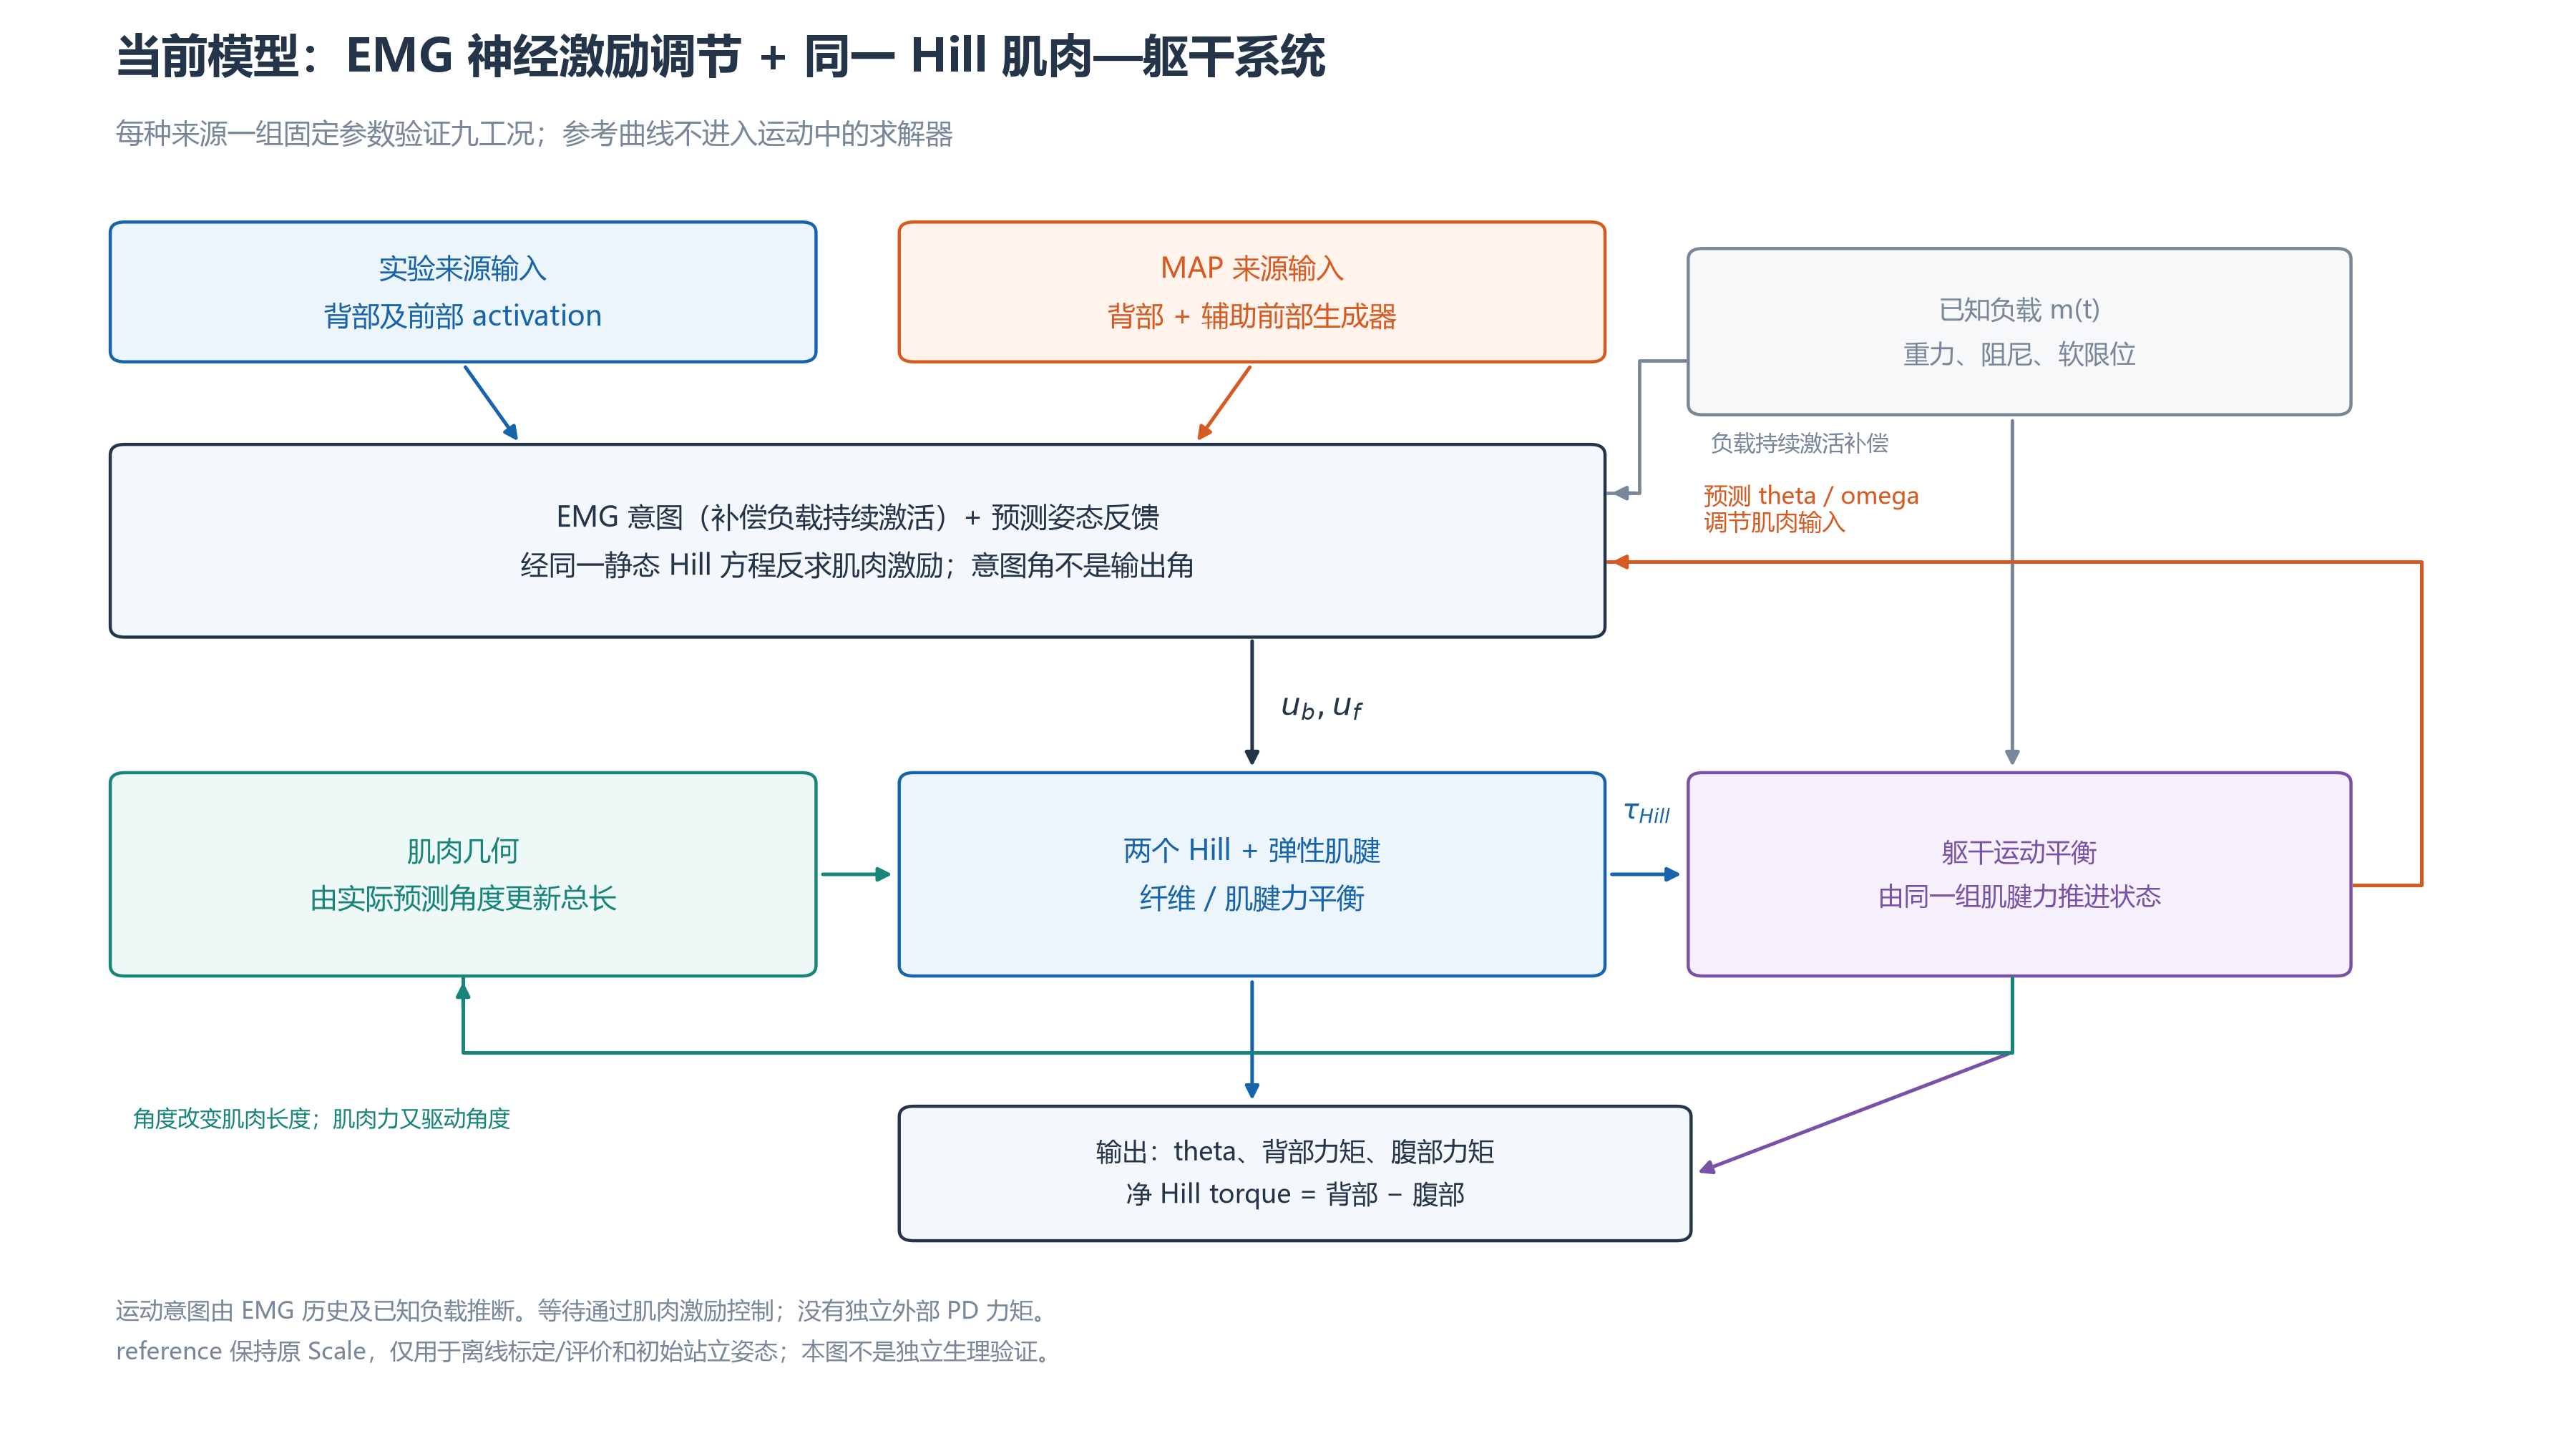 当前模型：EMG 神经激励调节 + 同一 Hill 肌肉—躯干系统
每种来源一组固定参数验证九工况；参考曲线不进入运动中的求解器
实验来源输入
背部及前部 activation
MAP 来源输入
背部 + 辅助前部生成器
已知负载 m(t)
重力、阻尼、软限位
负载持续激活补偿
预测 theta / omega
调节肌肉输入
EMG 意图（补偿负载持续激活）+ 预测姿态反馈
经同一静态 Hill 方程反求肌肉激励；意图角不是输出角
u_b, u_f
肌肉几何
由实际预测角度更新总长
两个 Hill + 弹性肌腱
纤维 / 肌腱力平衡
τ_Hill
躯干运动平衡
由同一组肌腱力推进状态
角度改变肌肉长度；肌肉力又驱动角度
输出：theta、背部力矩、腹部力矩
净 Hill torque = 背部 − 腹部
运动意图由 EMG 历史及已知负载推断。等待通过肌肉激励控制；没有独立外部 PD 力矩。
reference 保持原 Scale，仅用于离线标定/评价和初始站立姿态；本图不是独立生理验证。